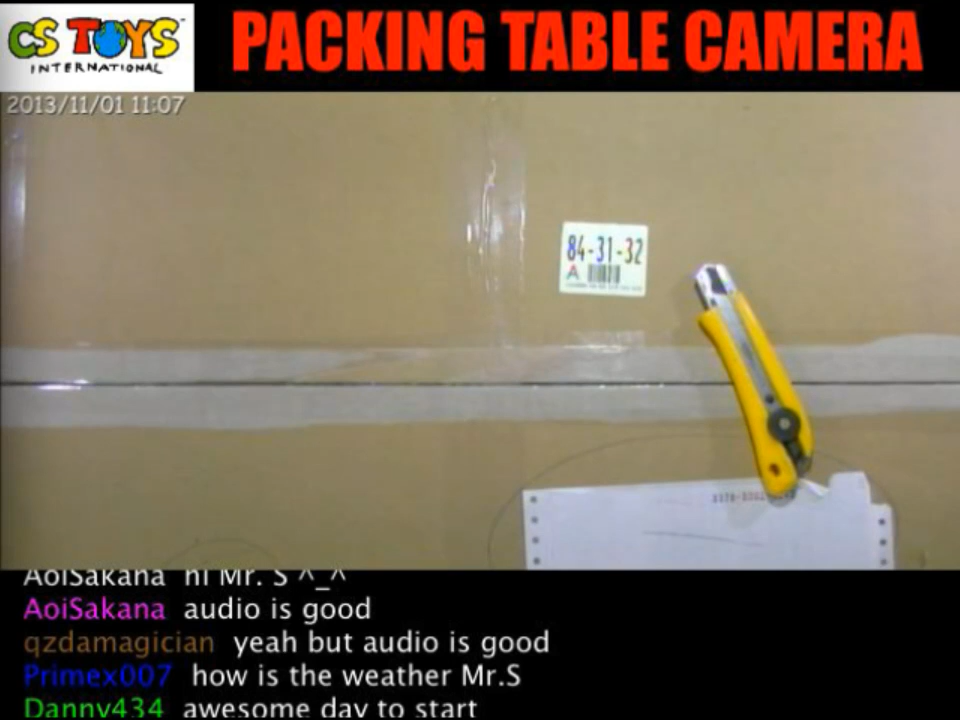 CS TOYS
INTERNATIONAL
PACKING TABLE CAMERA
2013/11/01 11:07
84-31-32
A
AoiSakana hi Mr. S ^_^
AoiSakana audio is good
qzdamagician yeah but audio is good
Primex007 how is the weather Mr.S
Danny434 awesome day to start